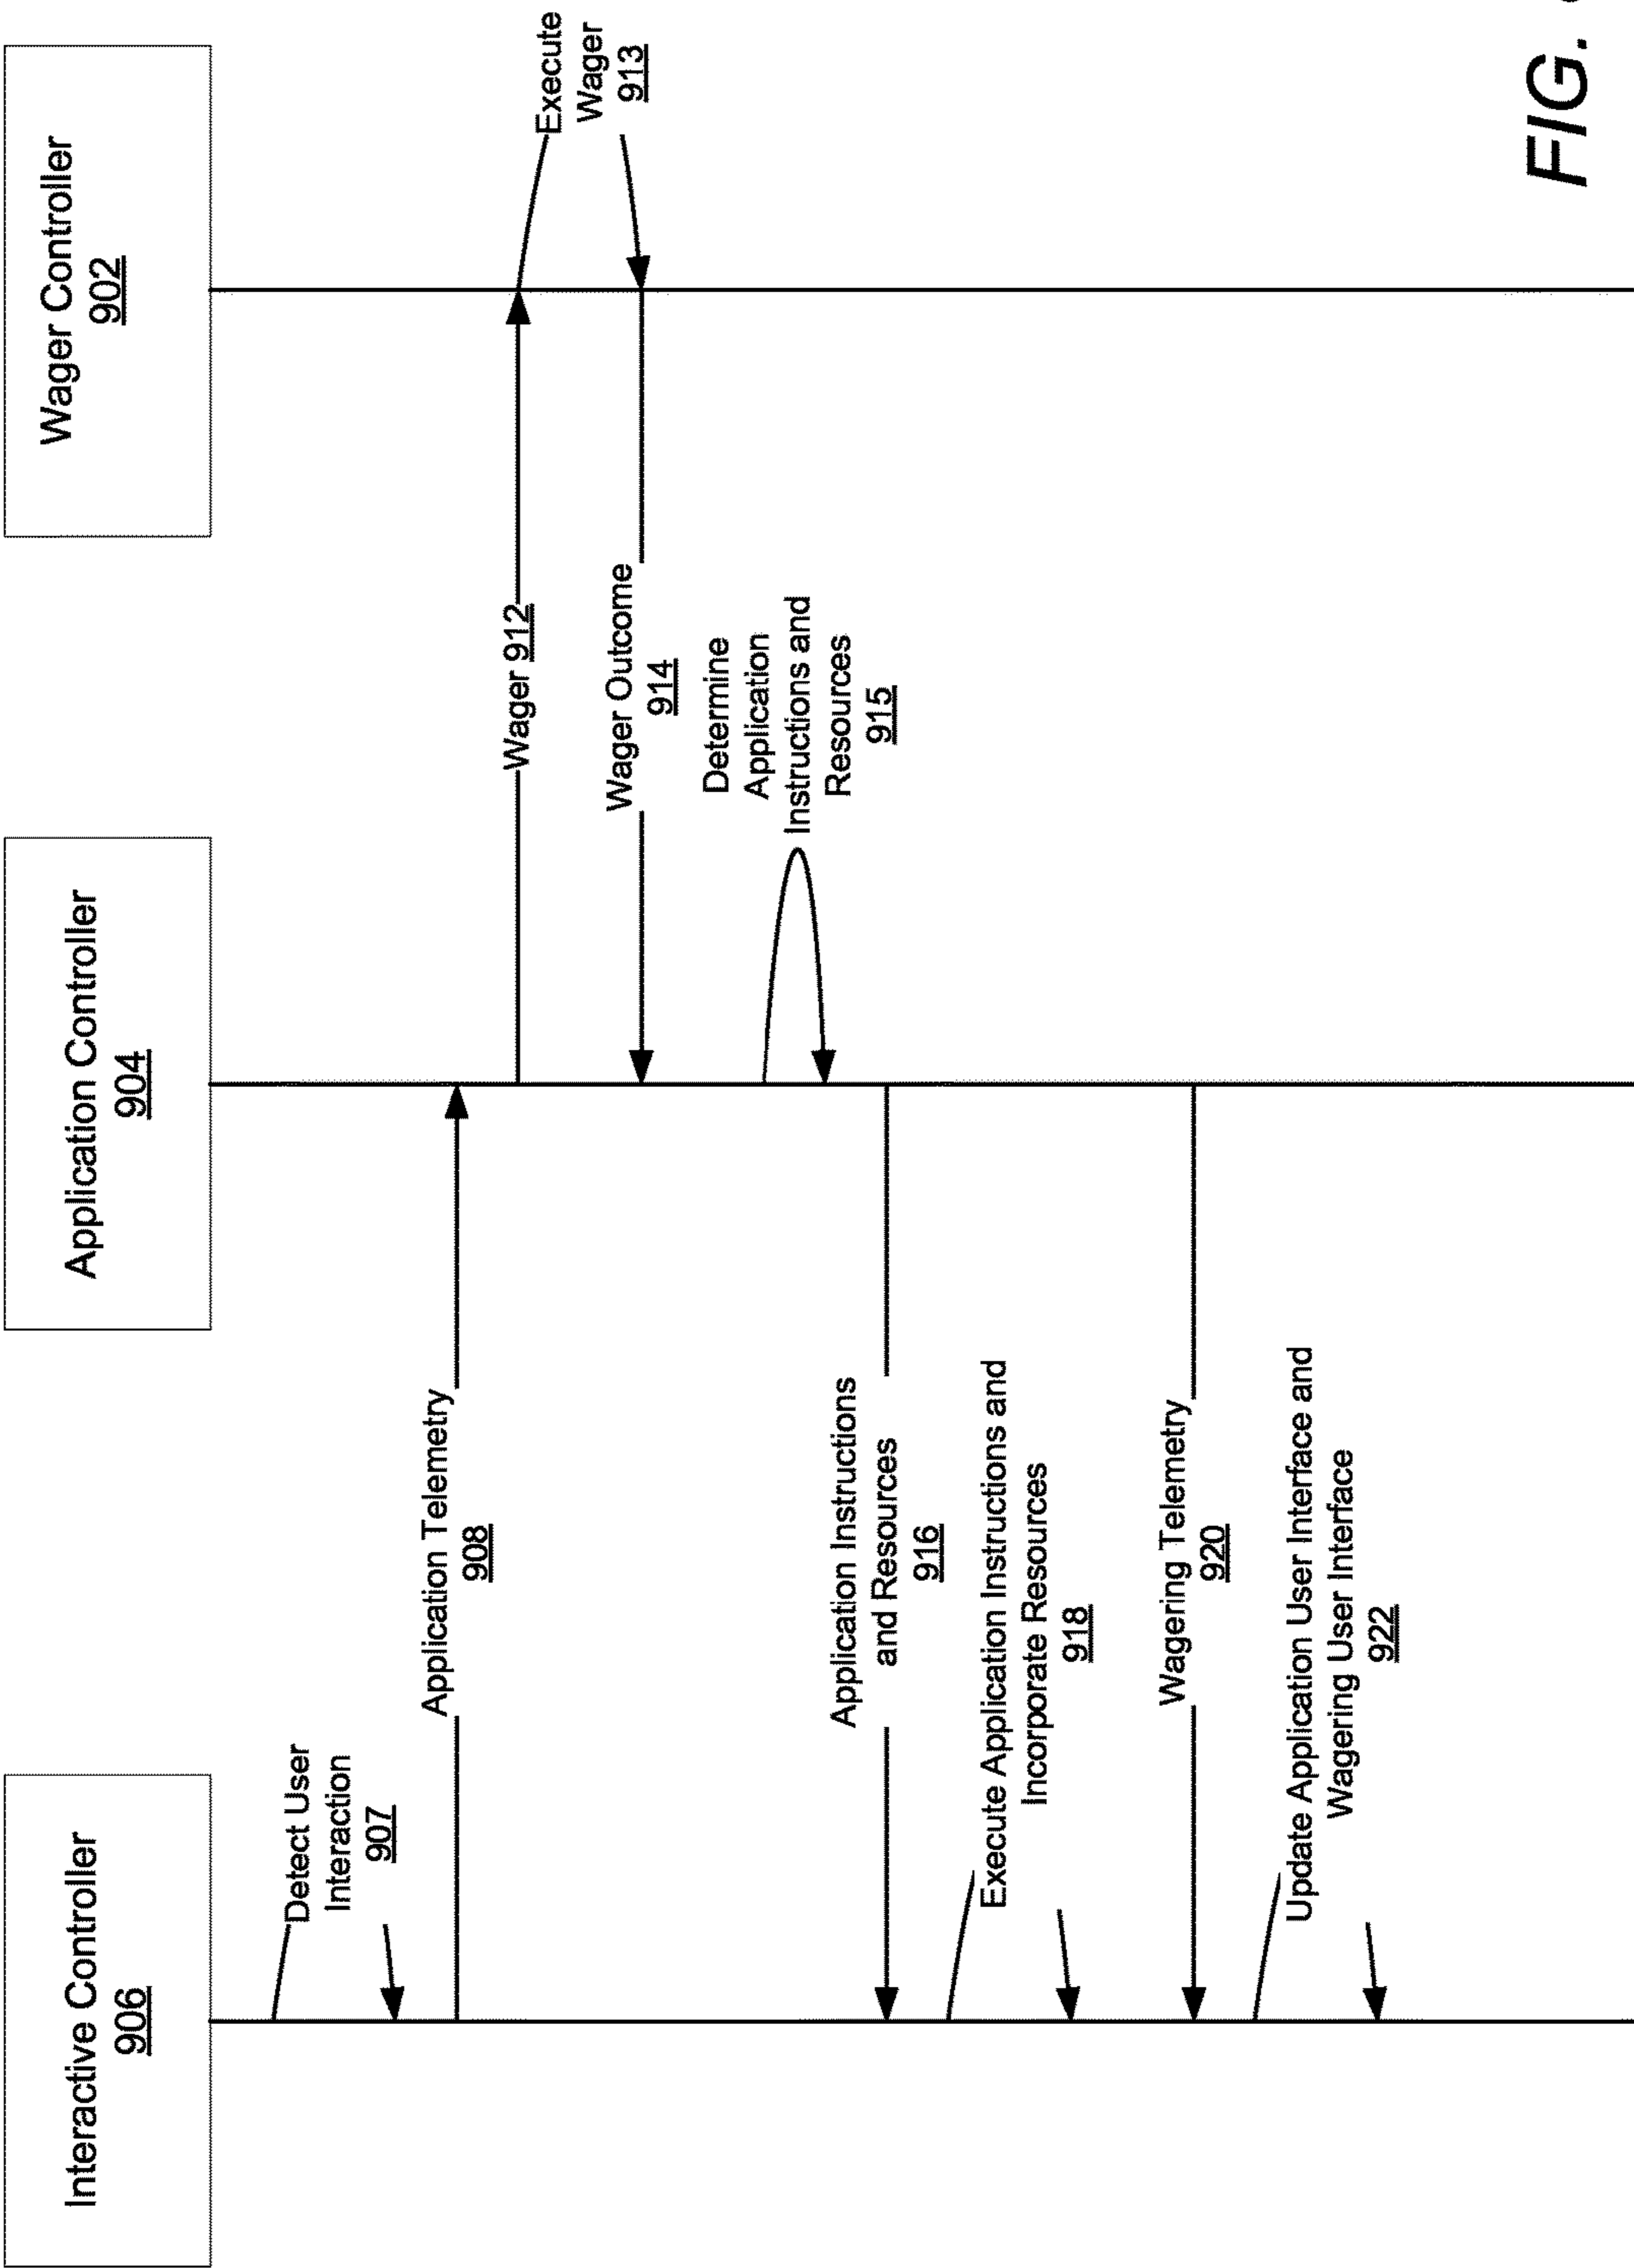 Interactive Controller
906
Application Controller
904
Wager Controller
902
Detect User
Interaction
907
Application Telemetry
908
Wager 912
Execute
Wager
913
Wager Outcome
914
Determine
Application
Instructions and
Resources
915
Application Instructions
and Resources
916
Execute Application Instructions and
Incorporate Resources
918
Wagering Telemetry
920
Update Application User Interface and
Wagering User Interface
922
FIG.